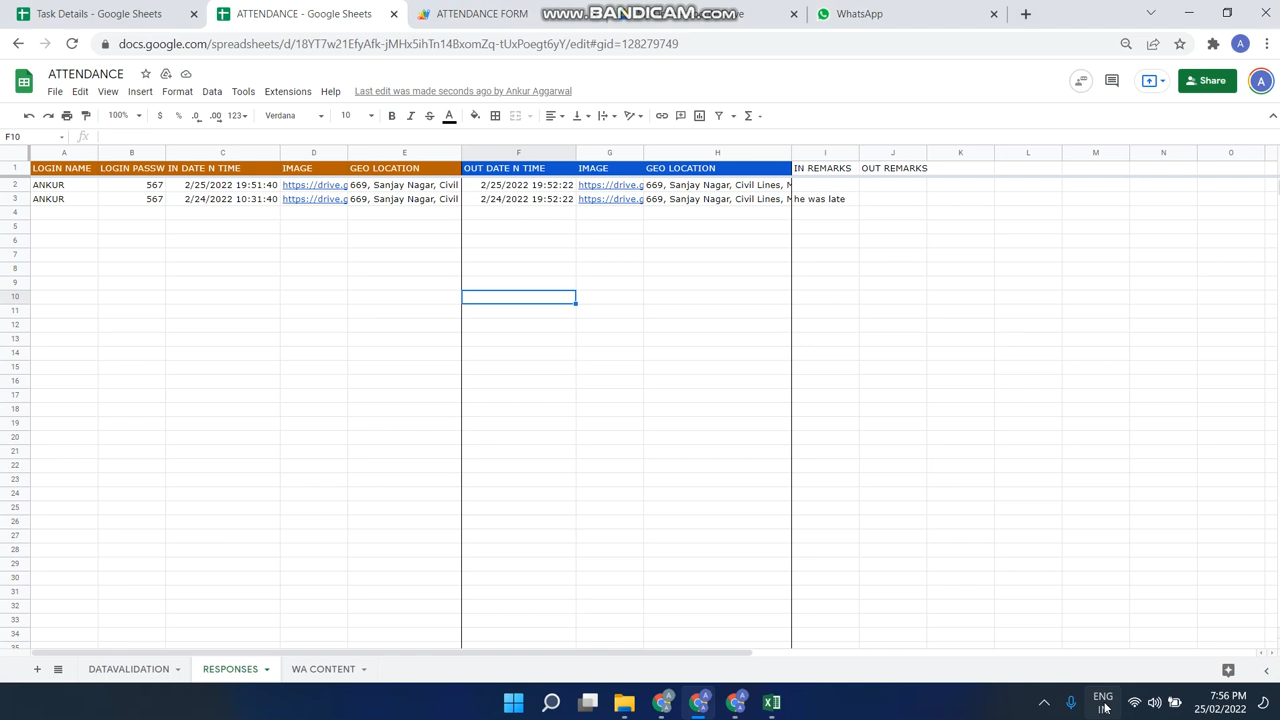 Task Details - Google Sheets
ATTENDANCE - Google Sheets
ATTENDANCE FORM
www.BANDICAM.com
WhatsApp
docs.google.com/spreadsheets/d/18YT7w21EfyAfk-jMHx5ihTn14BxomZq-tUxPoegt6yY/edit#gid=128279749
A
ATTENDANCE
File Edit View Insert Format Data Tools Extensions Help Last edit was made seconds ago by Ankur Aggarwal
Share
A
100% $ % .0 .00 123 Verdana 10 B I S A
F10 fx
A B C D E F G H I J K L M N O
1 LOGIN NAME LOGIN PASSW IN DATE N TIME IMAGE GEO LOCATION OUT DATE N TIME IMAGE GEO LOCATION IN REMARKS OUT REMARKS
2 ANKUR 567 2/25/2022 19:51:40 https://drive.g 669, Sanjay Nagar, Civil 2/25/2022 19:52:22 https://drive.g 669, Sanjay Nagar, Civil Lines, M
3 ANKUR 567 2/24/2022 10:31:40 https://drive.g 669, Sanjay Nagar, Civil 2/24/2022 19:52:22 https://drive.g 669, Sanjay Nagar, Civil Lines, M he was late
4
5
6
7
8
9
10
11
12
13
14
15
16
17
18
19
20
21
22
23
24
25
26
27
28
29
30
31
32
33
34
35
DATAVALIDATION RESPONSES WA CONTENT
ENG
IN
7:56 PM
25/02/2022